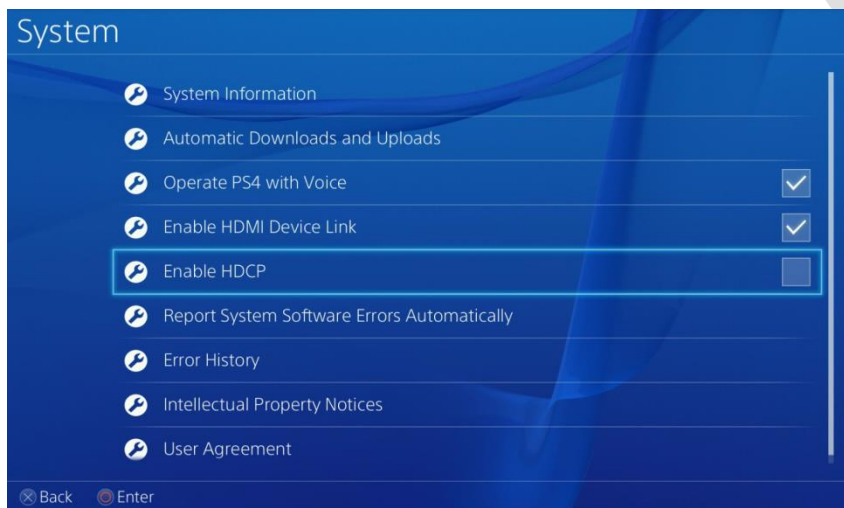 System
System Information
Automatic Downloads and Uploads
Operate PS4 with Voice
Enable HDMI Device Link
Enable HDCP
Report System Software Errors Automatically
Error History
Intellectual Property Notices
User Agreement
Back Enter